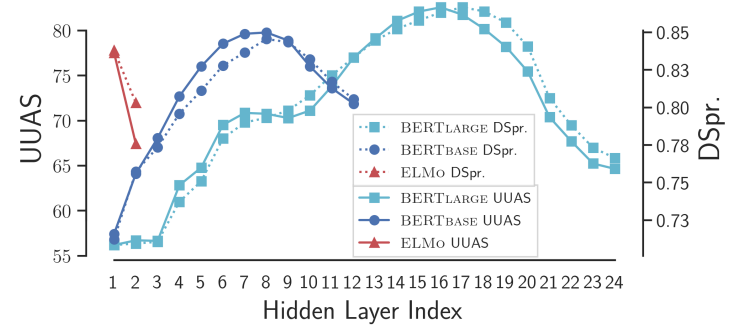 80
75
70
65
60
55
UUAS
0.85
0.83
0.80
0.78
0.75
0.73
DSpr.
BERTLARGE DSpr.
BERTBASE DSpr.
ELMO DSpr.
BERTLARGE UUAS
BERTBASE UUAS
ELMO UUAS
1 2 3 4 5 6 7 8 9 10 11 12 13 14 15 16 17 18 19 20 21 22 23 24
Hidden Layer Index